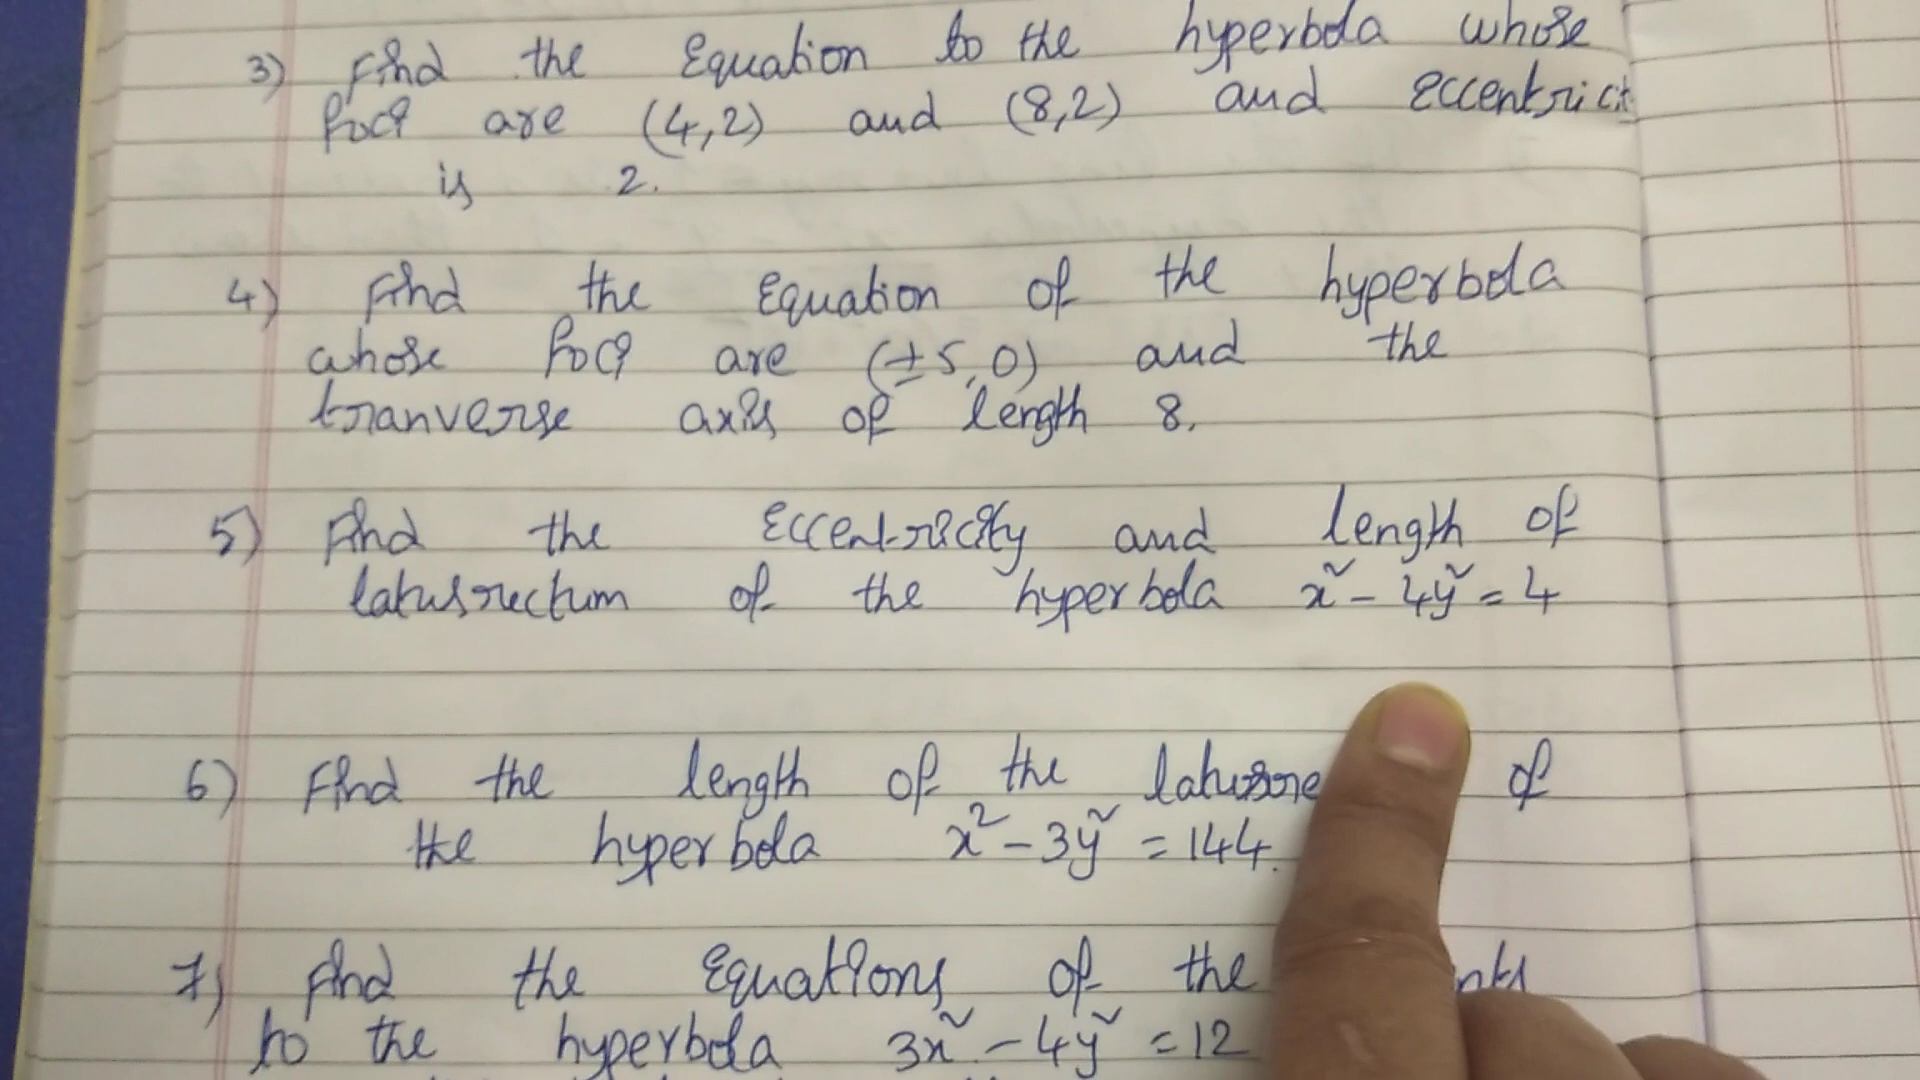 3) Find the Equation to the hyperbola whose
foci are (4,2) and (8,2) and eccentricit
is 2.
4) Find the Equation of the hyperbola
whose foci are (±5,0) and the
tranverse axis of length 8.
5) Find the Eccentricity and length of
latusrectum of the hyperbola x² - 4y² = 4
6) Find the length of the of
the hyperbola x² - 3y² = 144.
7) Find the Equations of the
to the hyperbola 3x² - 4y² = 12